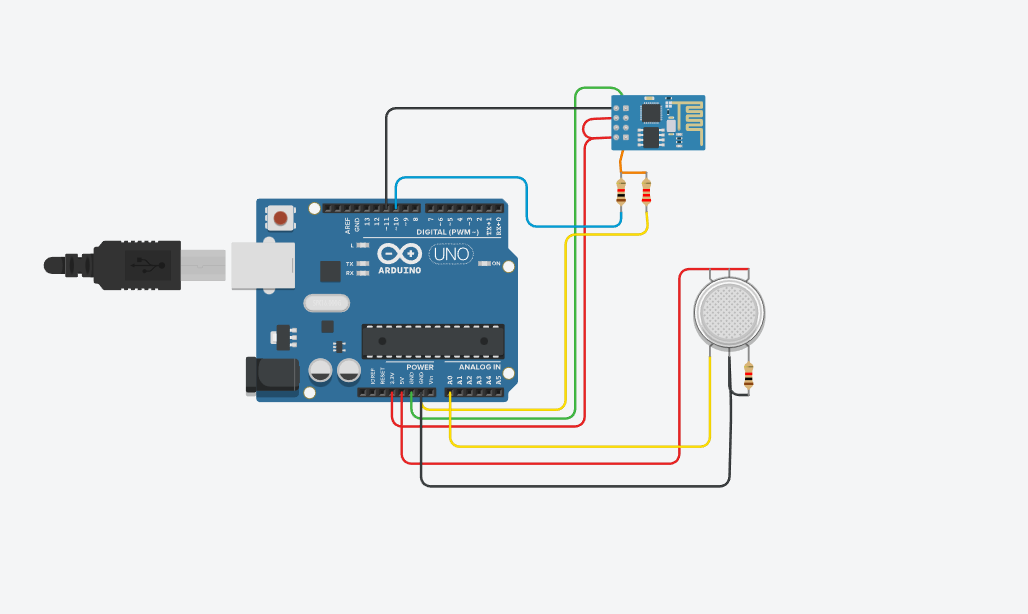 AREF
GND
13
12
~11
~10
~9
8
7
~6
~5
4
~3
2
TX→1
RX←0
DIGITAL (PWM~)
L
TX
RX
ARDUINO
UNO
ON
POWER
ANALOG IN
IOREF
RESET
3.3V
5V
GND
GND
Vin
A0
A1
A2
A3
A4
A5